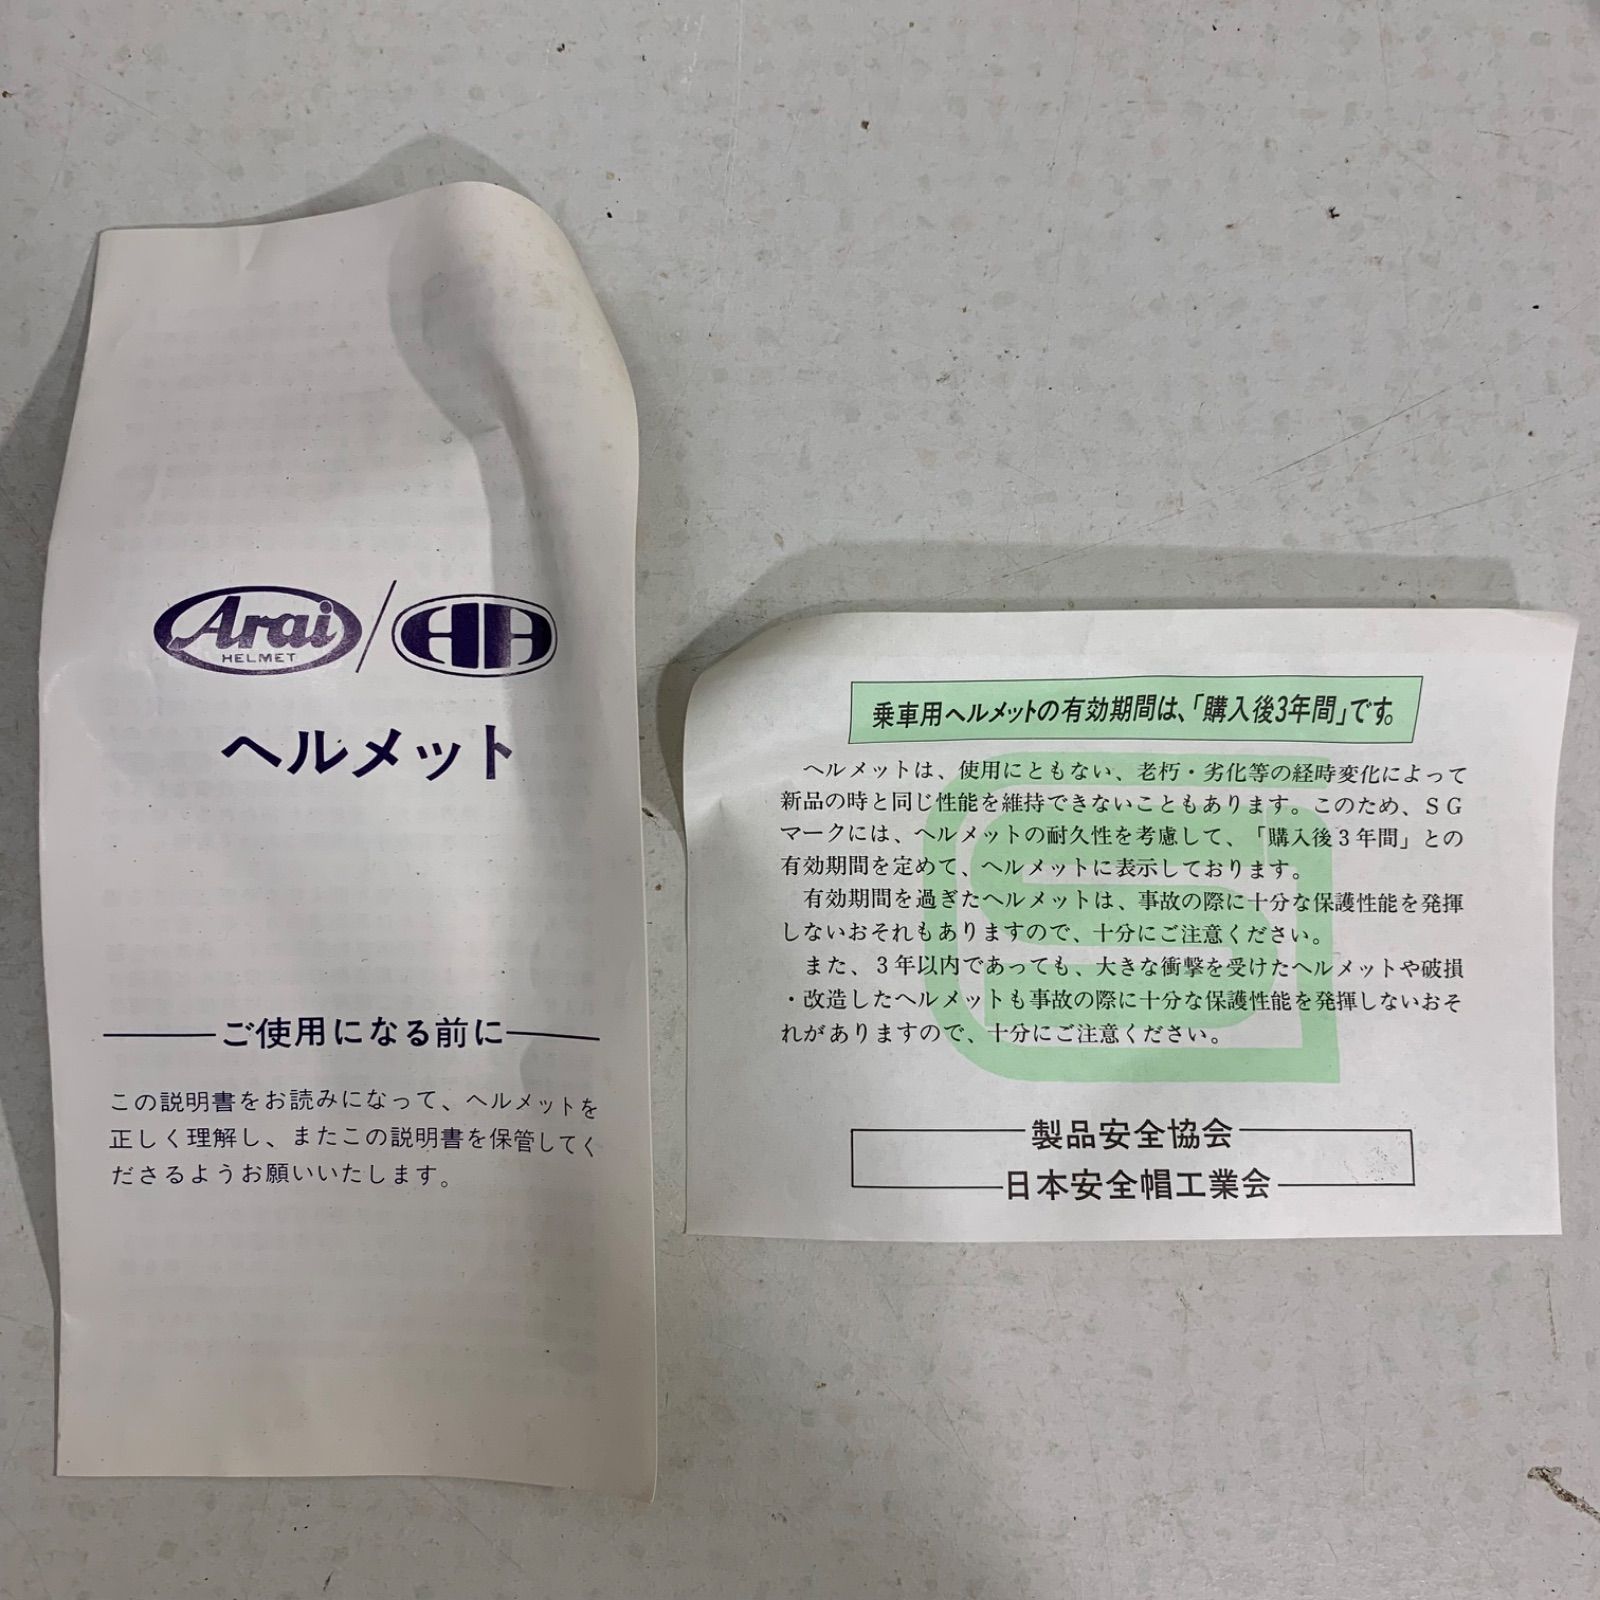 Arai
HELMET
ヘルメット
ご使用になる前に
この説明書をお読みになって、ヘルメットを
正しく理解し、またこの説明書を保管してく
ださるようお願いいたします。
乗車用ヘルメットの有効期間は、「購入後3年間」です。
ヘルメットは、使用にともない、老朽・劣化等の経時変化によって
新品の時と同じ性能を維持できないこともあります。このため、SG
マークには、ヘルメットの耐久性を考慮して、「購入後3年間」との
有効期間を定めて、ヘルメットに表示しております。
有効期間を過ぎたヘルメットは、事故の際に十分な保護性能を発揮
しないおそれもありますので、十分にご注意ください。
また、3年以内であっても、大きな衝撃を受けたヘルメットや破損
・改造したヘルメットも事故の際に十分な保護性能を発揮しないおそ
れがありますので、十分にご注意ください。
製品安全協会
日本安全帽工業会